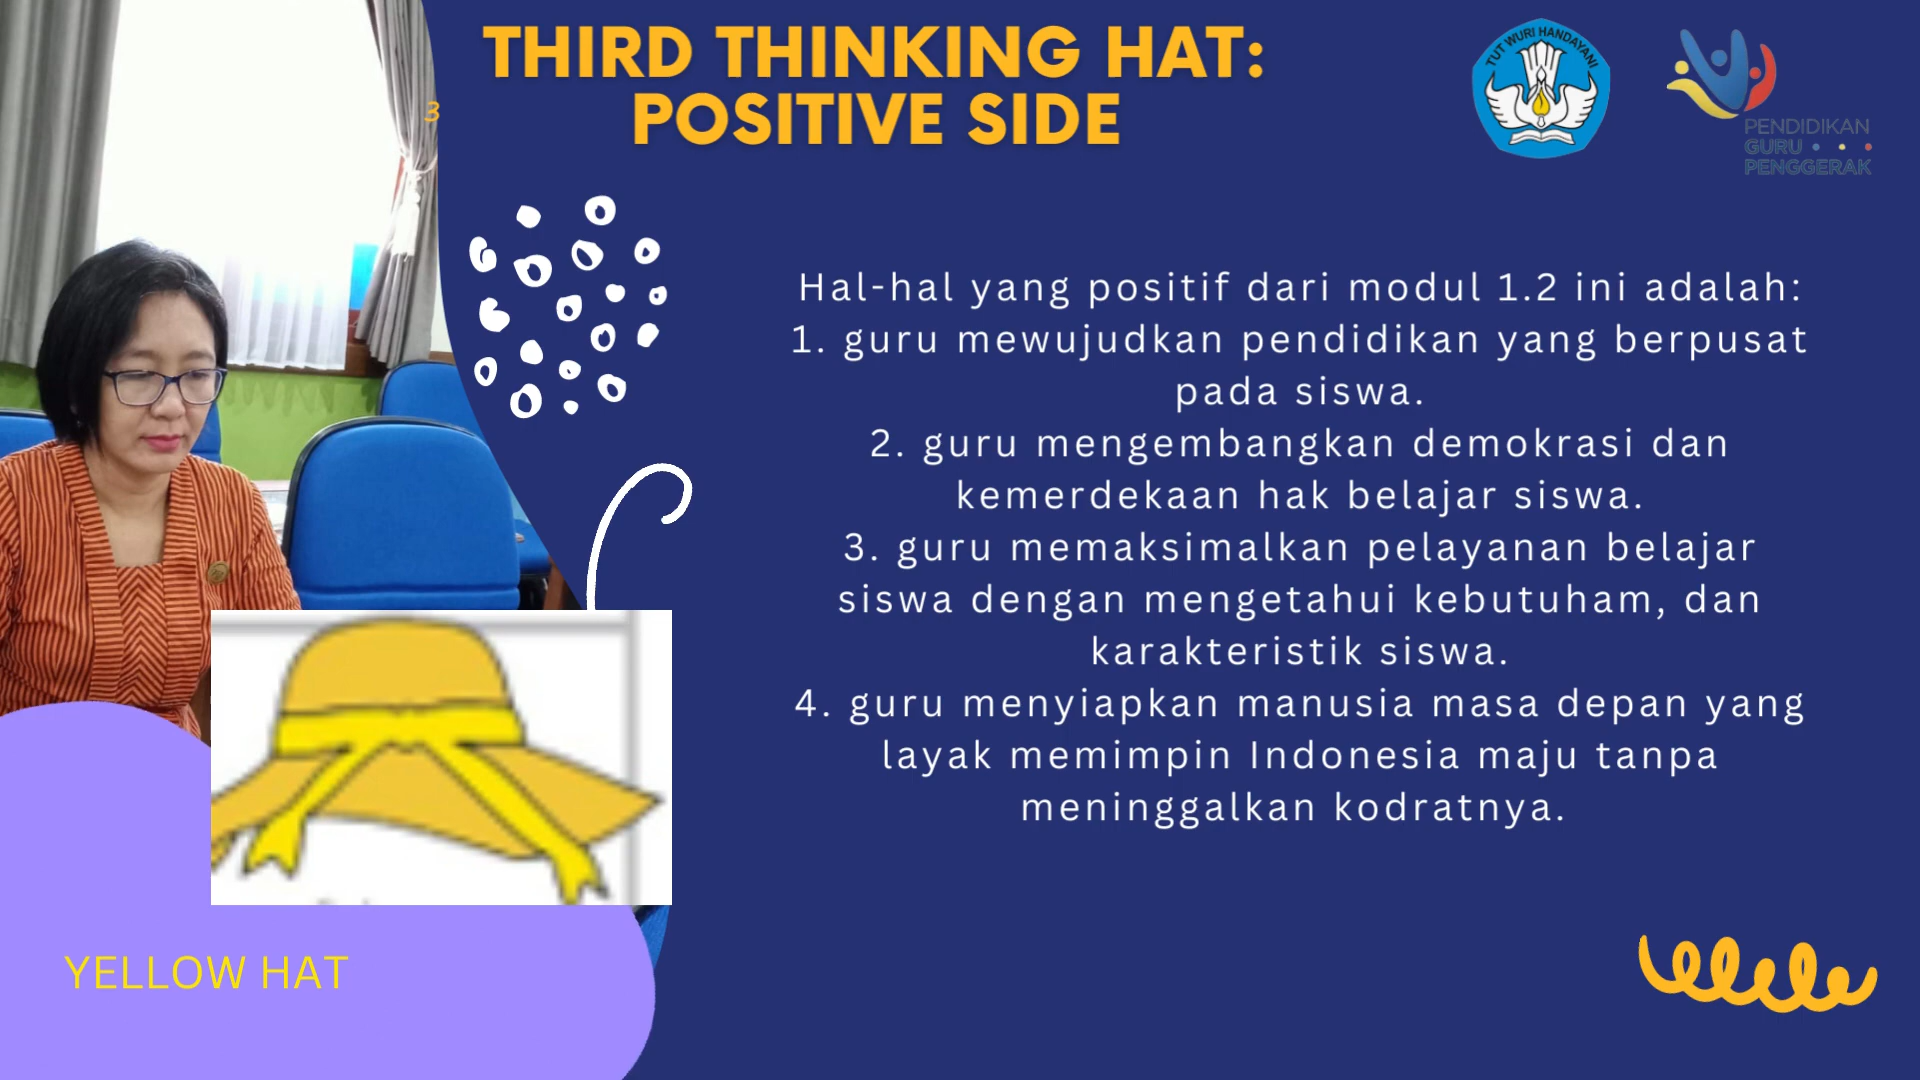 THIRD THINKING HAT:
POSITIVE SIDE
3
TUT WURI HANDAYANI
PENDIDIKAN
GURU
PENGGERAK
Hal-hal yang positif dari modul 1.2 ini adalah:
1. guru mewujudkan pendidikan yang berpusat
pada siswa.
2. guru mengembangkan demokrasi dan
kemerdekaan hak belajar siswa.
3. guru memaksimalkan pelayanan belajar
siswa dengan mengetahui kebutuham, dan
karakteristik siswa.
4. guru menyiapkan manusia masa depan yang
layak memimpin Indonesia maju tanpa
meninggalkan kodratnya.
YELLOW HAT